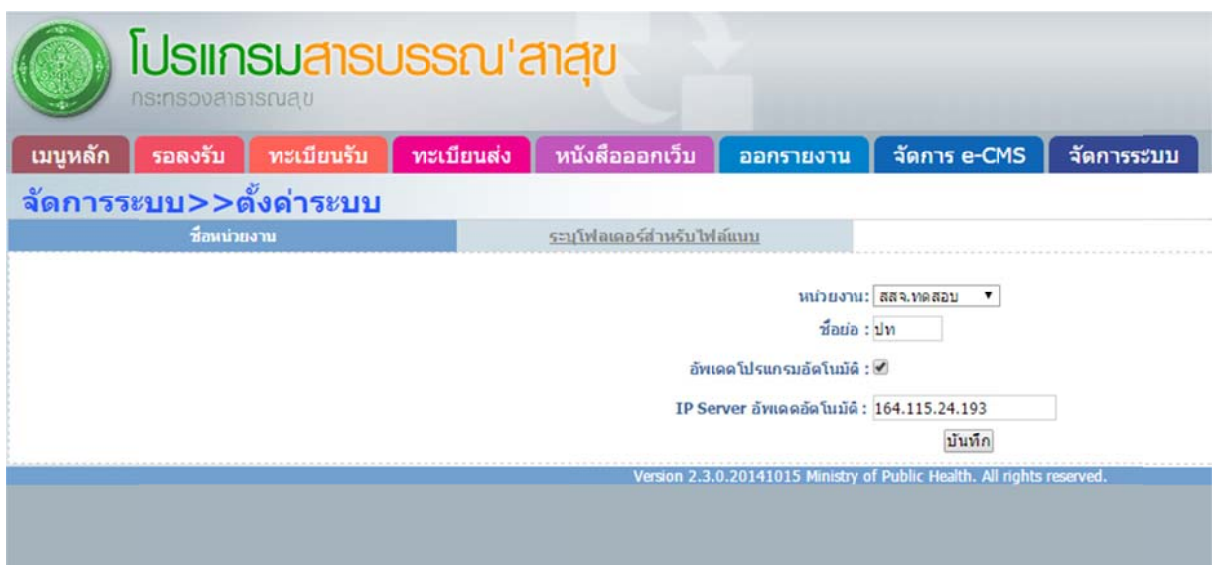 โปรแกรมสารบรรณ'สาสุข
กระทรวงสาธารณสุข
เมนูหลัก รอลงรับ ทะเบียนรับ ทะเบียนส่ง หนังสือออกเว็บ ออกรายงาน จัดการ e-CMS จัดการระบบ
จัดการระบบ>>ตั้งค่าระบบ
ชื่อหน่วยงาน ระบุโฟลเดอร์สำหรับไฟล์แนบ
หน่วยงาน: สสจ.ทดสอบ
ชื่อย่อ : ปท
อัพเดดโปรแกรมอัตโนมัติ :
IP Server อัพเดดอัตโนมัติ : 164.115.24.193
บันทึก
Version 2.3.0.20141015 Ministry of Public Health. All rights reserved.